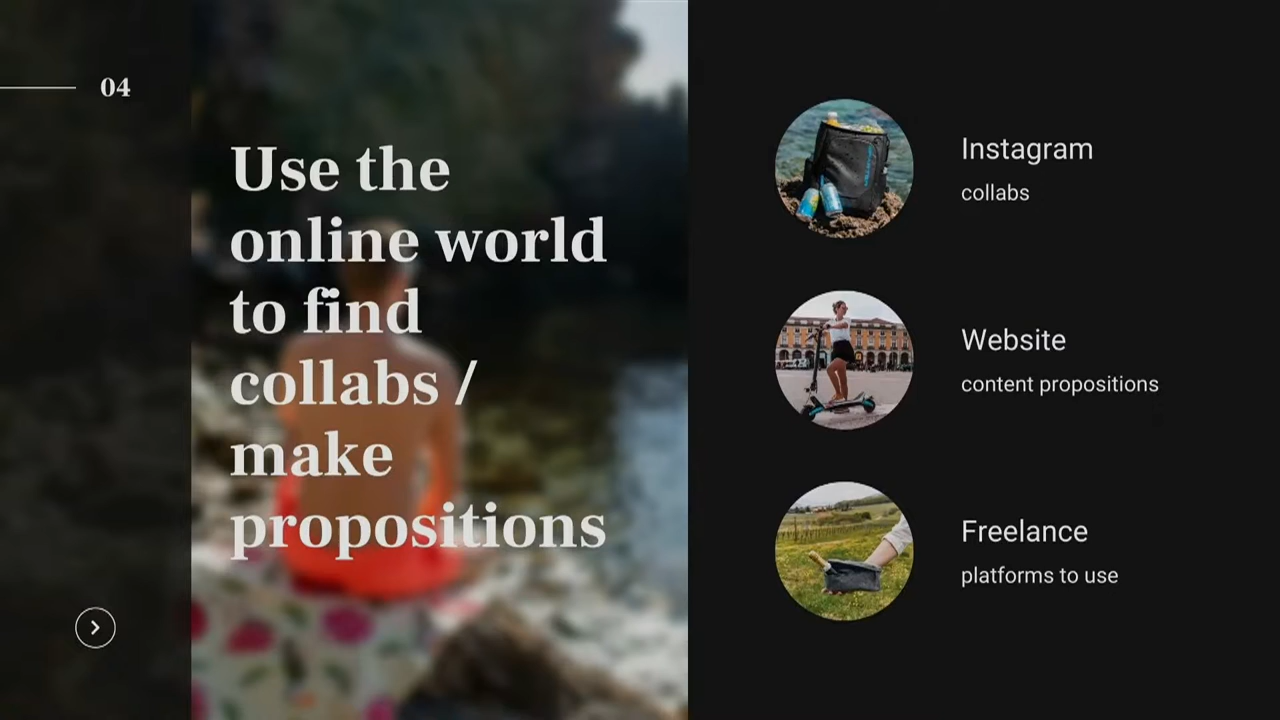 04
Use the
online world
to find
collabs /
make
propositions
Instagram
collabs
Website
content propositions
Freelance
platforms to use